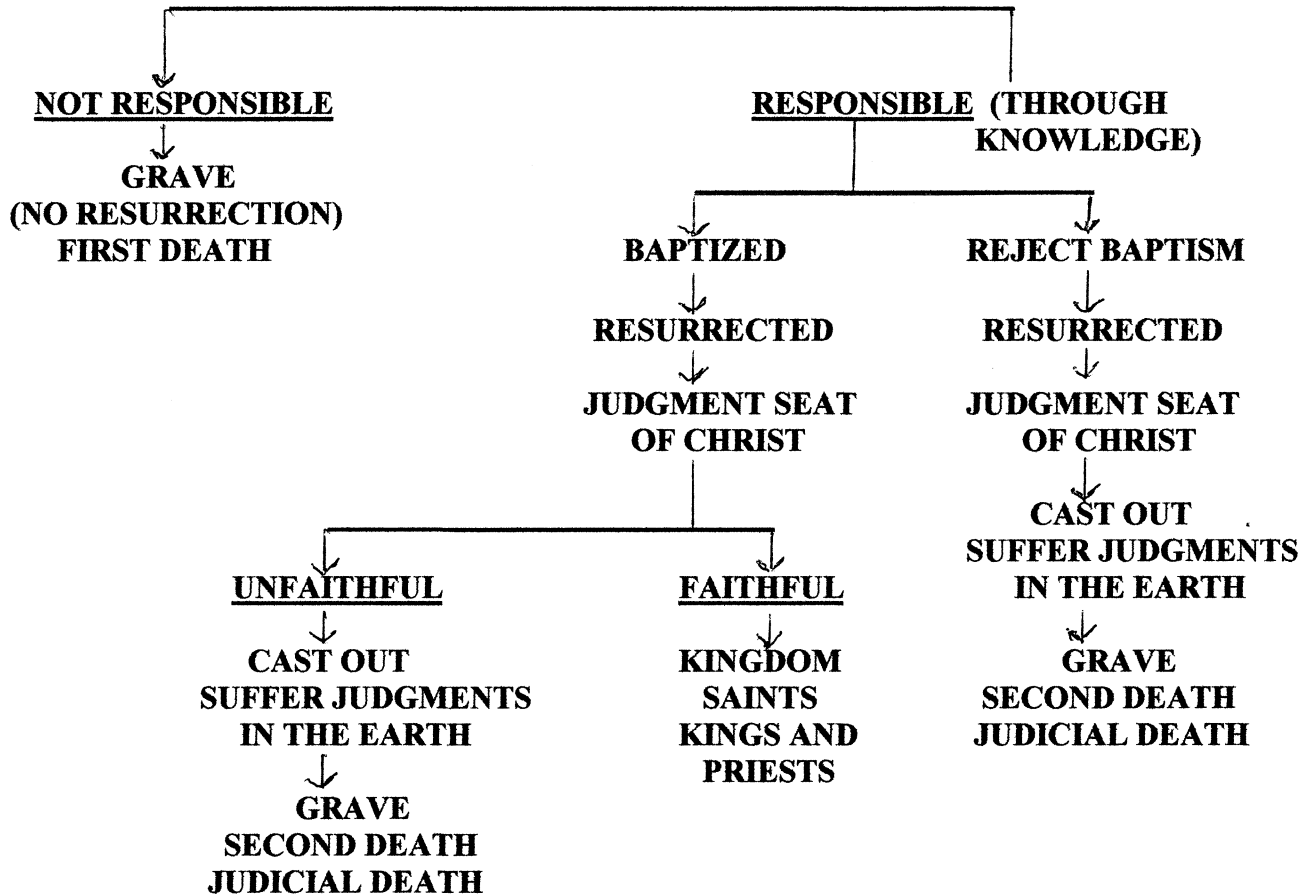 NOT RESPONSIBLE
GRAVE
(NO RESURRECTION)
FIRST DEATH
RESPONSIBLE (THROUGH
KNOWLEDGE)
BAPTIZED
RESURRECTED
JUDGMENT SEAT
OF CHRIST
UNFAITHFUL
CAST OUT
SUFFER JUDGMENTS
IN THE EARTH
GRAVE
SECOND DEATH
JUDICIAL DEATH
FAITHFUL
KINGDOM
SAINTS
KINGS AND
PRIESTS
REJECT BAPTISM
RESURRECTED
JUDGMENT SEAT
OF CHRIST
CAST OUT
SUFFER JUDGMENTS
IN THE EARTH
GRAVE
SECOND DEATH
JUDICIAL DEATH